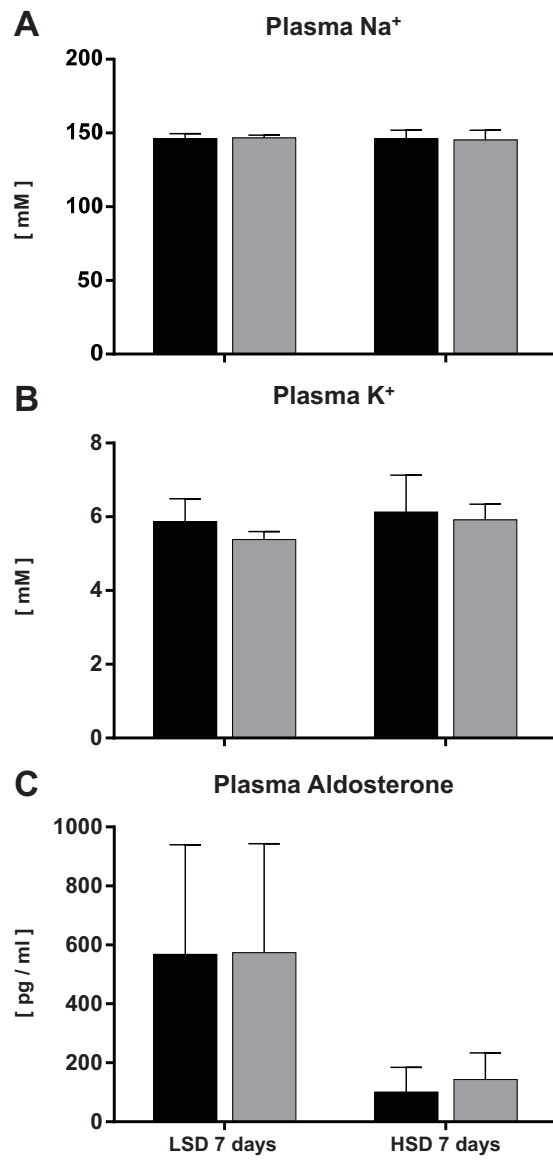 A Plasma Na⁺
200
150
100
50
0
[ mM ]
B Plasma K⁺
8
6
4
2
0
[ mM ]
C Plasma Aldosterone
1000
800
600
400
200
0
[ pg / ml ]
LSD 7 days HSD 7 days